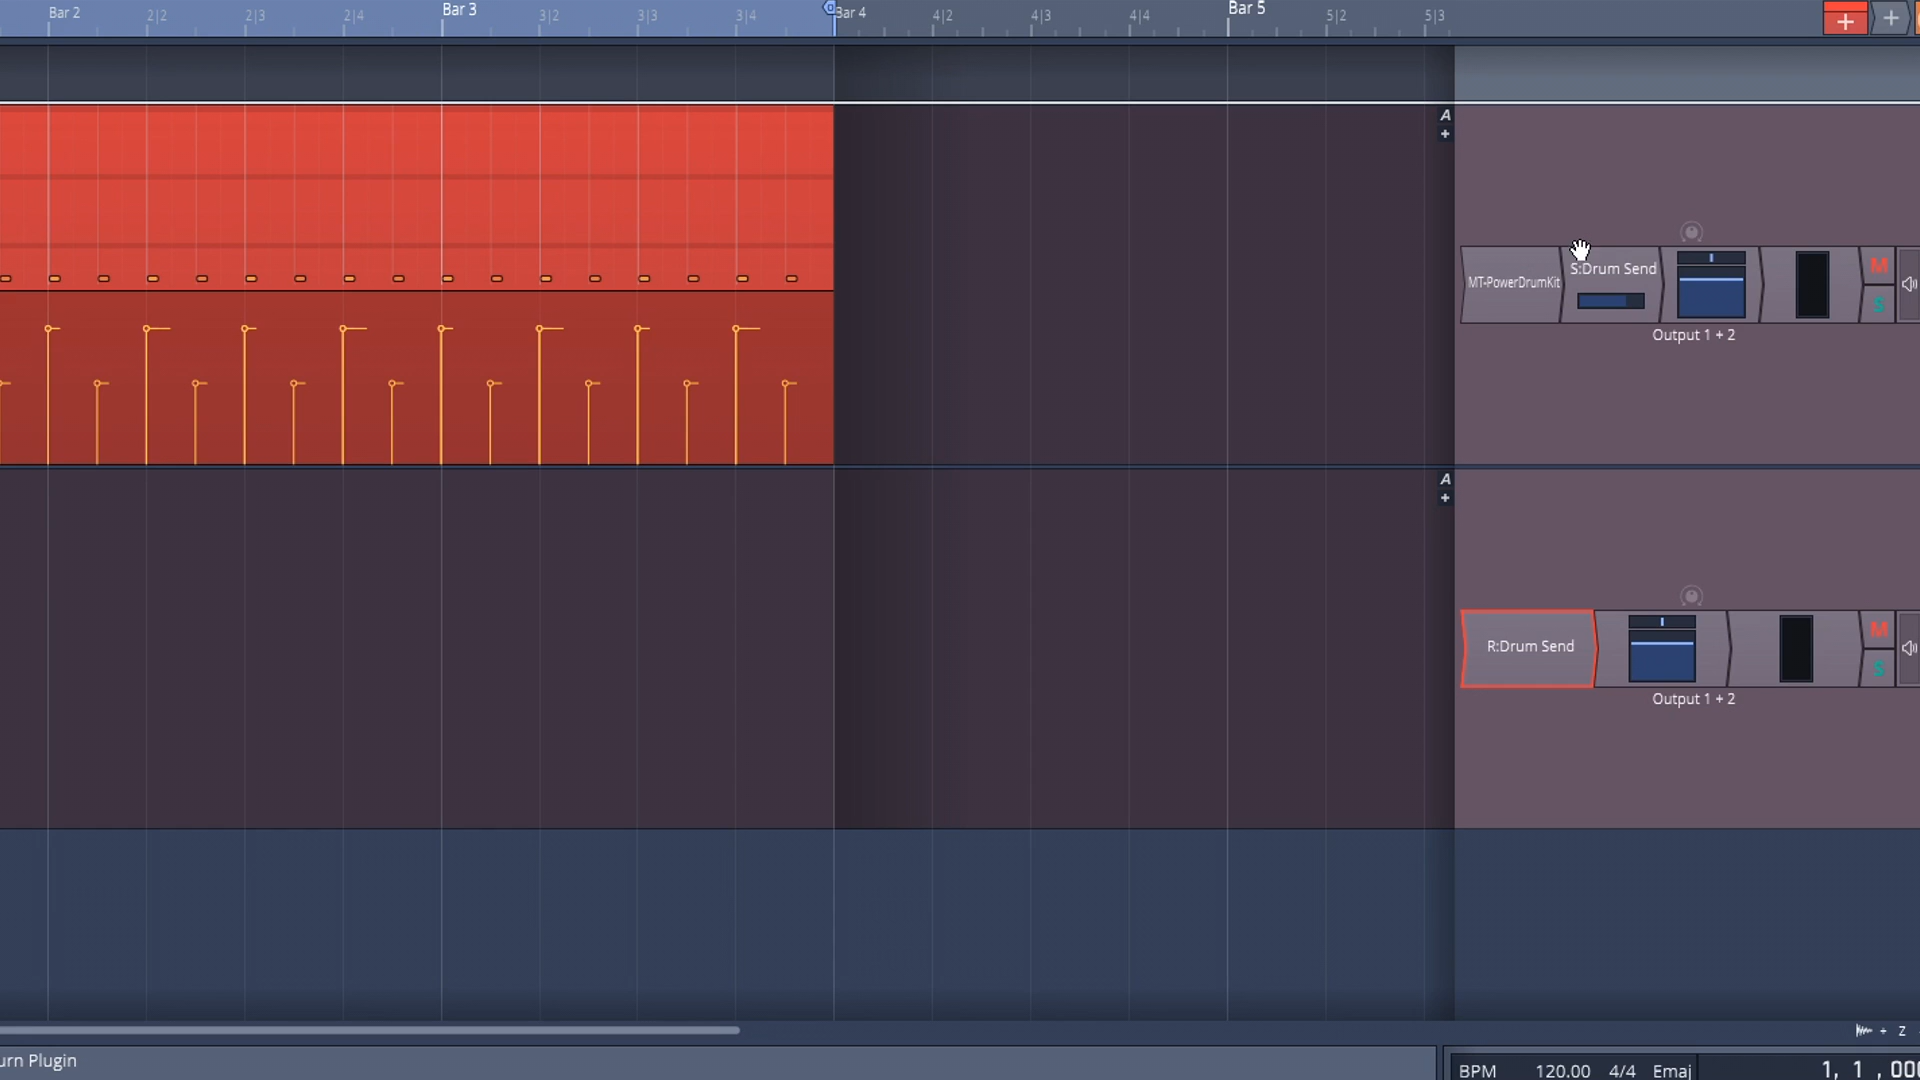 Bar 2 2|2 2|3 2|4 Bar 3 3|2 3|3 3|4 Bar 4 4|2 4|3 4|4 Bar 5 5|2 5|3
A
+
MT-PowerDrumKit S:Drum Send M
S
Output 1 + 2
A
+
R:Drum Send M
S
Output 1 + 2
+ Z
urn Plugin
BPM 120.00 4/4 Emaj 1, 1 , 000